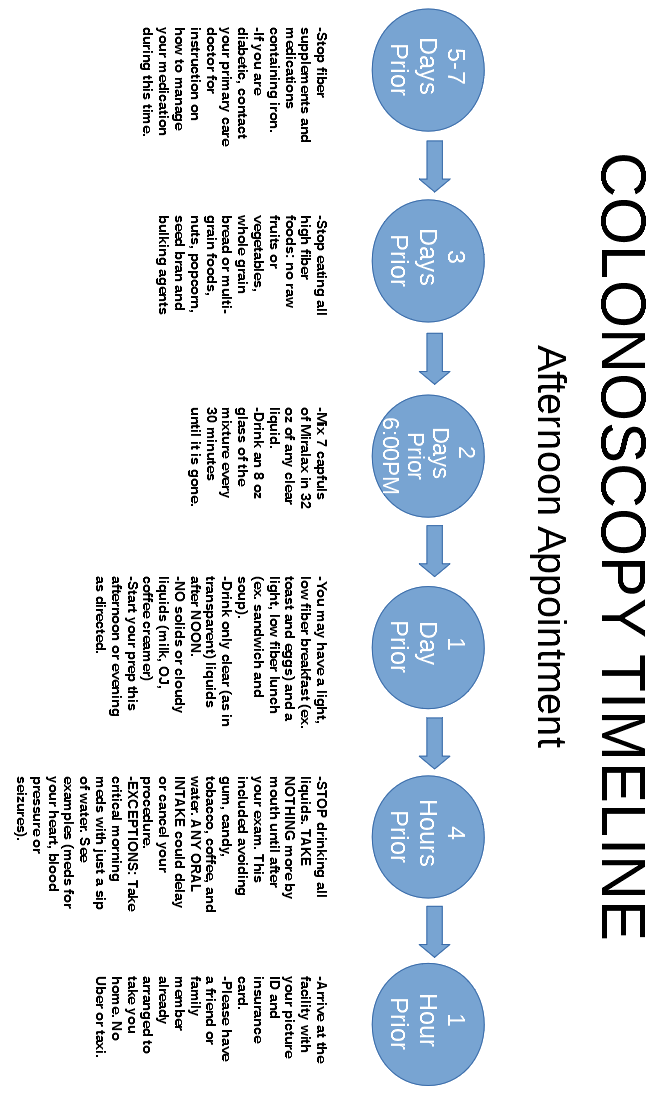 COLONOSCOPY TIMELINE
Afternoon Appointment
5-7
Days
Prior
3
Days
Prior
2
Days
Prior
6:00PM
1
Day
Prior
4
Hours
Prior
1
Hour
Prior
-Stop fiber
supplements and
medications
containing iron.
-If you are
diabetic, contact
your primary care
doctor for
instruction on
how to manage
your medication
during this time.
-Stop eating all
high fiber
foods: no raw
fruits or
vegetables,
whole grain
bread or multi-
grain foods,
nuts, popcorn,
seed bran and
bulking agents
-Mix 7 capfuls
of Miralax in 32
oz of any clear
liquid.
-Drink an 8 oz
glass of the
mixture every
30 minutes
until it is gone.
-You may have a light,
low fiber breakfast (ex.
toast and eggs) and a
light, low fiber lunch
(ex. sandwich and
soup).
-Drink only clear (as in
transparent) liquids
after NOON.
-NO solids or cloudy
liquids (milk, OJ,
coffee creamer)
-Start your prep this
afternoon or evening
as directed.
-STOP drinking all
liquids. TAKE
NOTHING more by
mouth until after
your exam. This
included avoiding
gum, candy,
tobacco, coffee, and
water. ANY ORAL
INTAKE could delay
or cancel your
procedure.
-EXCEPTIONS: Take
critical morning
meds with just a sip
of water. See
examples (meds for
your heart, blood
pressure or
seizures).
-Arrive at the
facility with
your picture
ID and
insurance
card.
-Please have
a friend or
family
member
already
arranged to
take you
home. No
Uber or taxi.